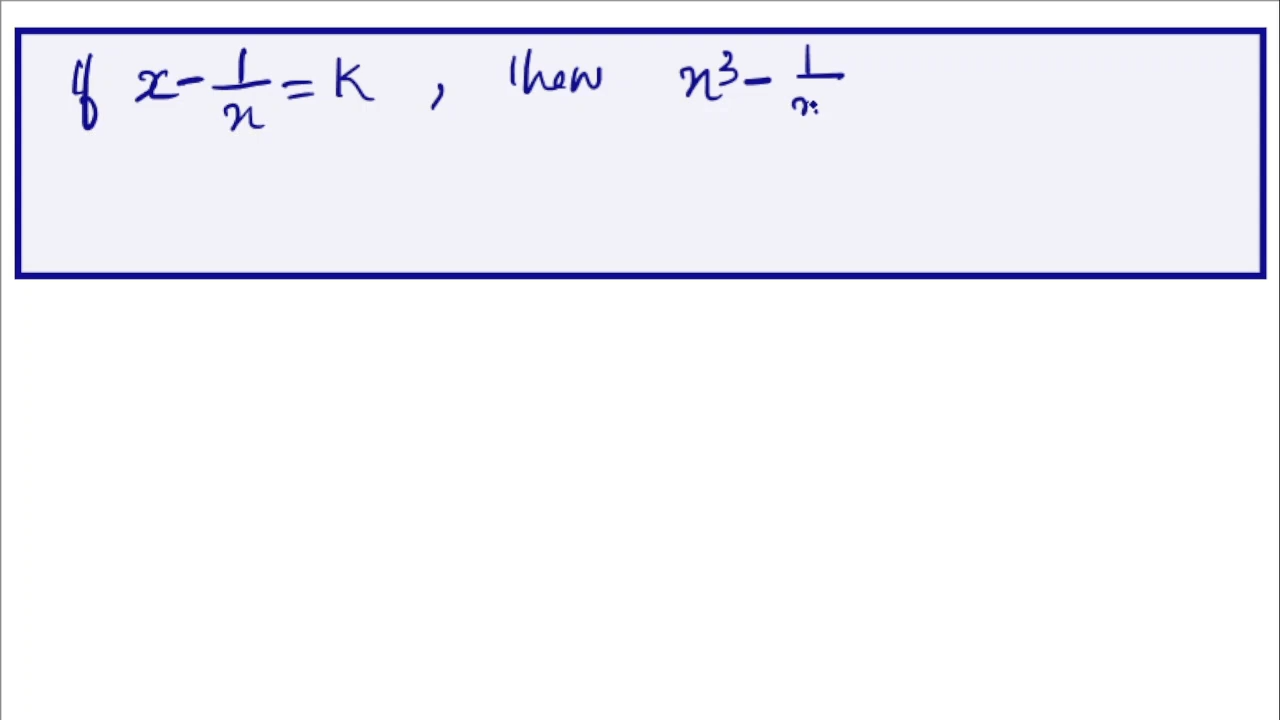 If x - 1/x = K , then x³ - 1/x